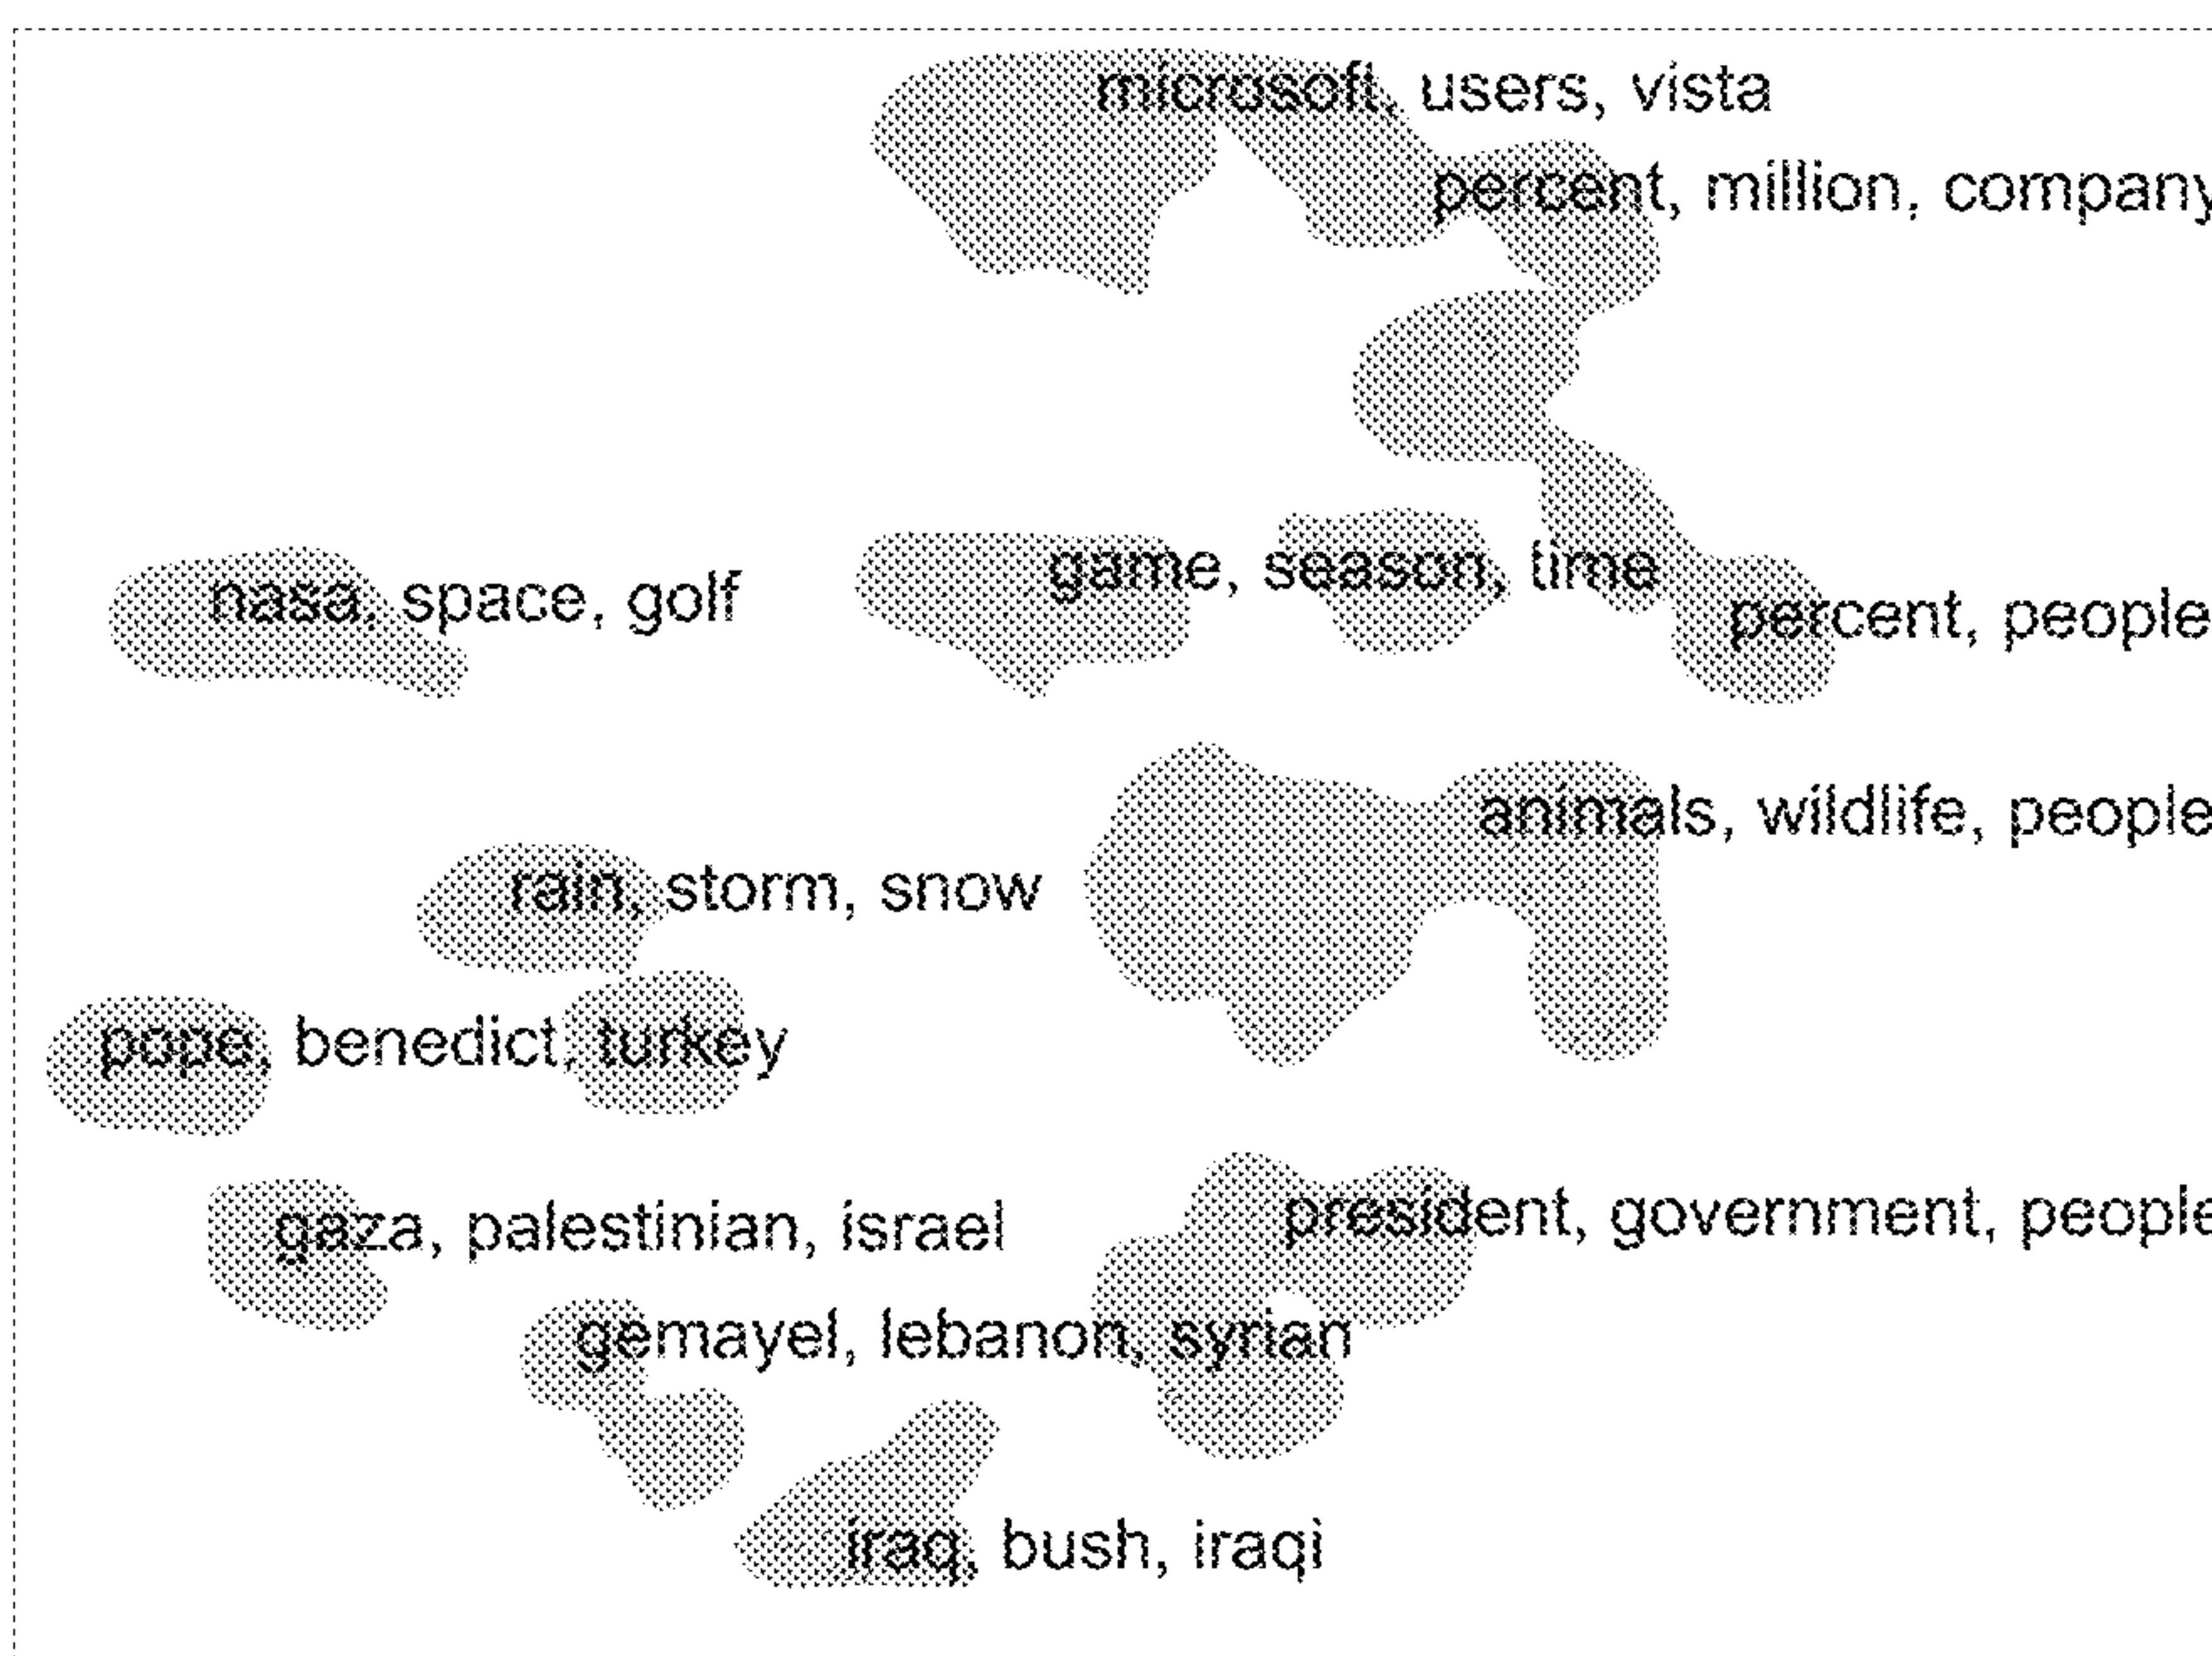 microsoft, users, vista
percent, million, company
game, season, time
nasa, space, golf
percent, people
animals, wildlife, people
rain, storm, snow
pope, benedict, turkey
president, government, people
gaza, palestinian, israel
gemayel, lebanon, syrian
iraq, bush, iraqi